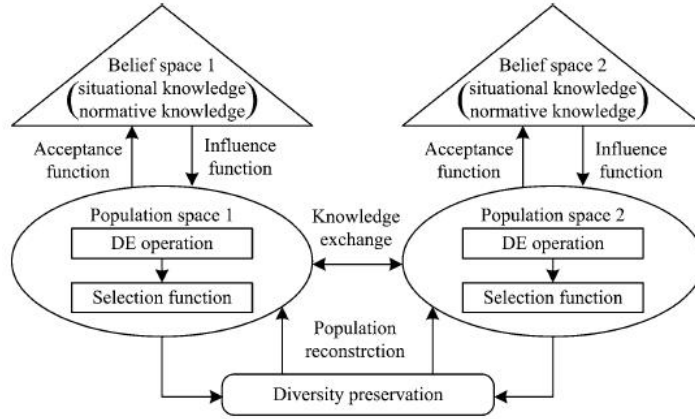 Belief space 1
(situational knowledge
normative knowledge)
Acceptance
function
Influence
function
Population space 1
DE operation
Selection function
Belief space 2
(situational knowledge
normative knowledge)
Acceptance
function
Influence
function
Population space 2
DE operation
Selection function
Knowledge
exchange
Population
reconstrction
Diversity preservation